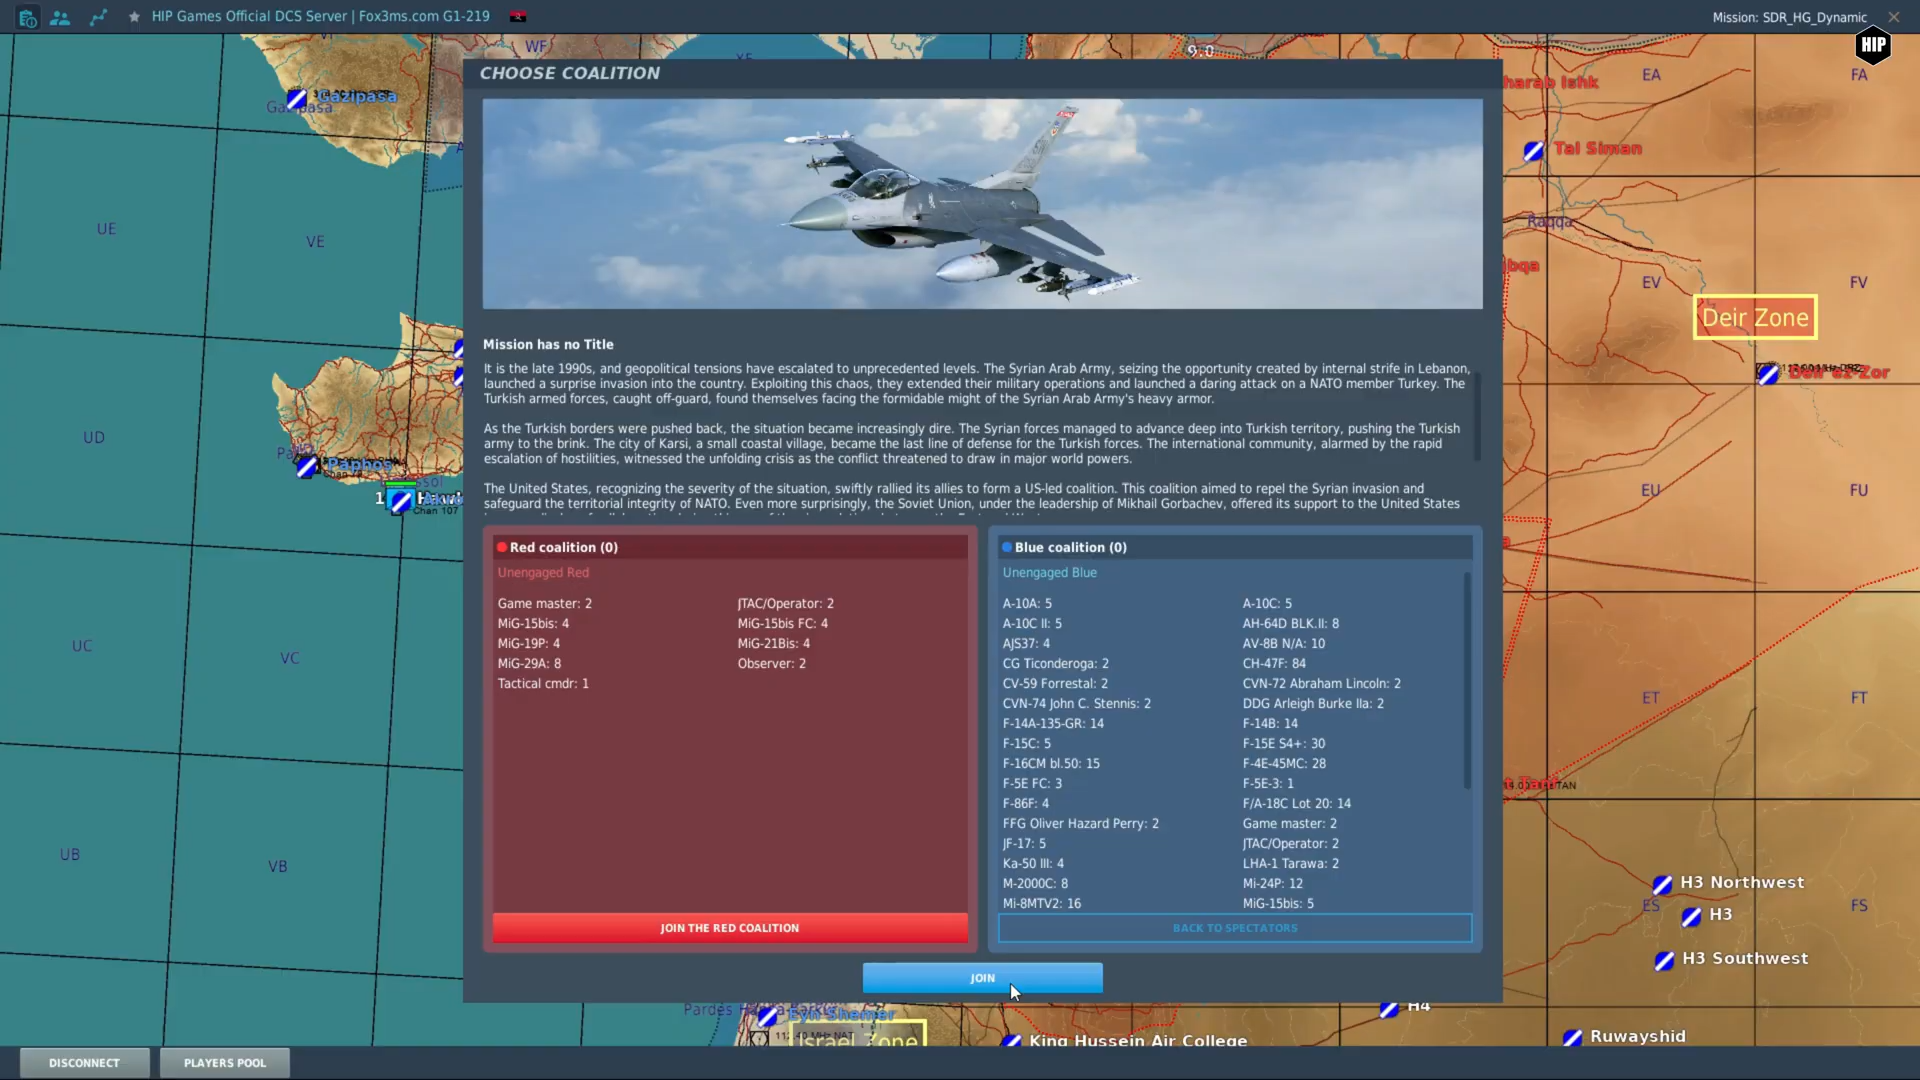 HIP Games Official DCS Server | Fox3ms.com G1-219
Mission: SDR_HG_Dynamic
HIP
CHOOSE COALITION
Mission has no Title
It is the late 1990s, and geopolitical tensions have escalated to unprecedented levels. The Syrian Arab Army, seizing the opportunity created by internal strife in Lebanon,
launched a surprise invasion into the country. Exploiting this chaos, they extended their military operations and launched a daring attack on a NATO member Turkey. The
Turkish armed forces, caught off-guard, found themselves facing the formidable might of the Syrian Arab Army's heavy armor.
As the Turkish borders were pushed back, the situation became increasingly dire. The Syrian forces managed to advance deep into Turkish territory, pushing the Turkish
army to the brink. The city of Karsi, a small coastal village, became the last line of defense for the Turkish forces. The international community, alarmed by the rapid
escalation of hostilities, witnessed the unfolding crisis as the conflict threatened to draw in major world powers.
The United States, recognizing the severity of the situation, swiftly rallied its allies to form a US-led coalition. This coalition aimed to repel the Syrian invasion and
safeguard the territorial integrity of NATO. Even more surprisingly, the Soviet Union, under the leadership of Mikhail Gorbachev, offered its support to the United States
Red coalition (0)
Unengaged Red
Game master: 2
JTAC/Operator: 2
MiG-15bis: 4
MiG-15bis FC: 4
MiG-19P: 4
MiG-21Bis: 4
MiG-29A: 8
Observer: 2
Tactical cmdr: 1
JOIN THE RED COALITION
Blue coalition (0)
Unengaged Blue
A-10A: 5
A-10C: 5
A-10C II: 5
AH-64D BLK.II: 8
AJS37: 4
AV-8B N/A: 10
CG Ticonderoga: 2
CH-47F: 84
CV-59 Forrestal: 2
CVN-72 Abraham Lincoln: 2
CVN-74 John C. Stennis: 2
DDG Arleigh Burke lla: 2
F-14A-135-GR: 14
F-14B: 14
F-15C: 5
F-15E S4+: 30
F-16CM bl.50: 15
F-4E-45MC: 28
F-5E FC: 3
F-5E-3: 1
F-86F: 4
F/A-18C Lot 20: 14
FFG Oliver Hazard Perry: 2
Game master: 2
JF-17: 5
JTAC/Operator: 2
Ka-50 III: 4
LHA-1 Tarawa: 2
M-2000C: 8
Mi-24P: 12
Mi-8MTV2: 16
MiG-15bis: 5
BACK TO SPECTATORS
JOIN
DISCONNECT
PLAYERS POOL
WF
Gazipasa
Gazipasa
UE
VE
UD
Paphos
Chan 107
UC
VC
UB
VB
9.0
EA
FA
harab Ishk
Tal Siman
Raqqa
EV
FV
Deir Zone
Deir ez-Zor
EU
FU
ET
FT
H3 Northwest
ES
H3
FS
H3 Southwest
H4
Ruwayshid
Eyn Shemer
Israel Zone
King Hussein Air College